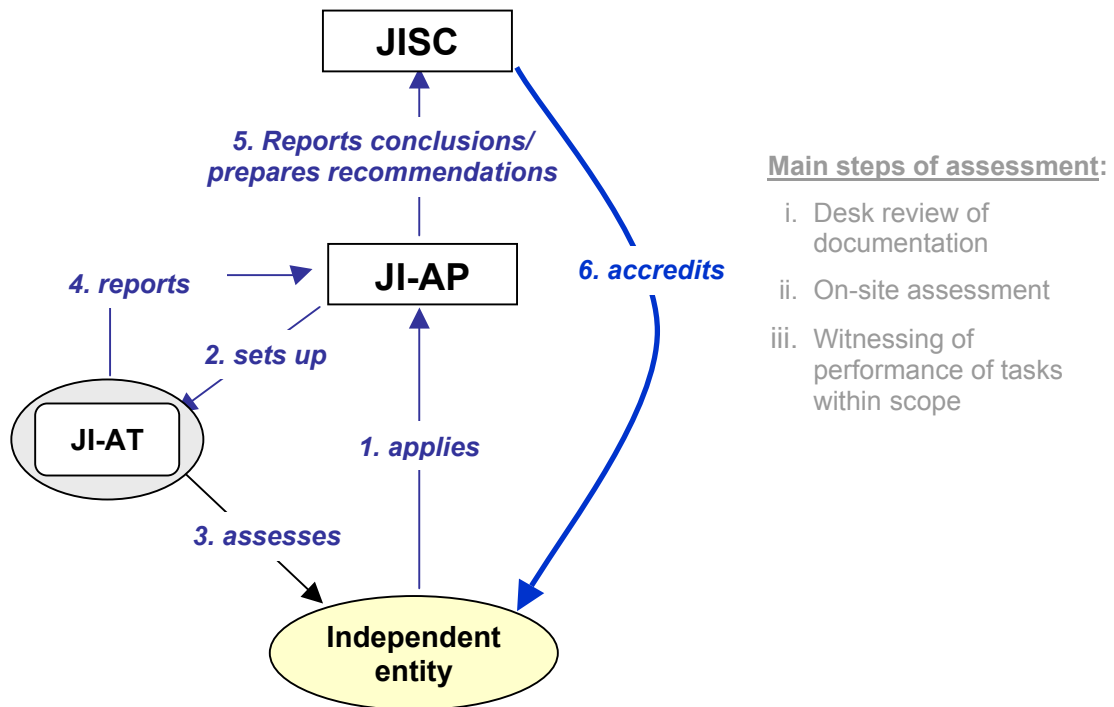 JISC
5. Reports conclusions/
prepares recommendations
Main steps of assessment:
i. Desk review of
documentation
ii. On-site assessment
iii. Witnessing of
performance of tasks
within scope
4. reports
JI-AP
6. accredits
2. sets up
JI-AT
1. applies
3. assesses
Independent
entity